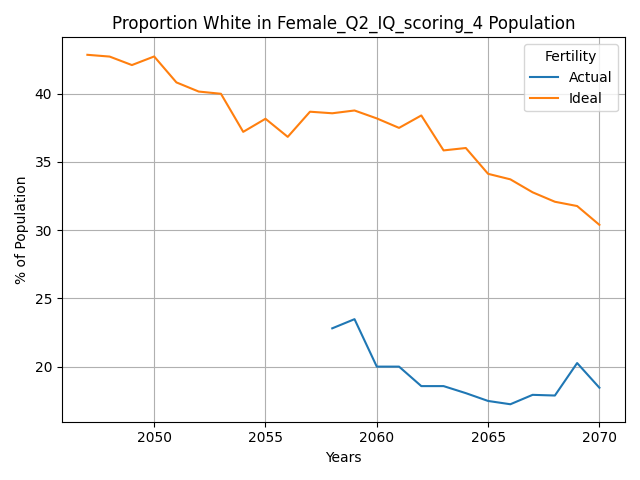 Proportion White in Female_Q2_IQ_scoring_4 Population
Fertility
Actual
Ideal
% of Population
40
35
30
25
20
2050
2055
2060
2065
2070
Years